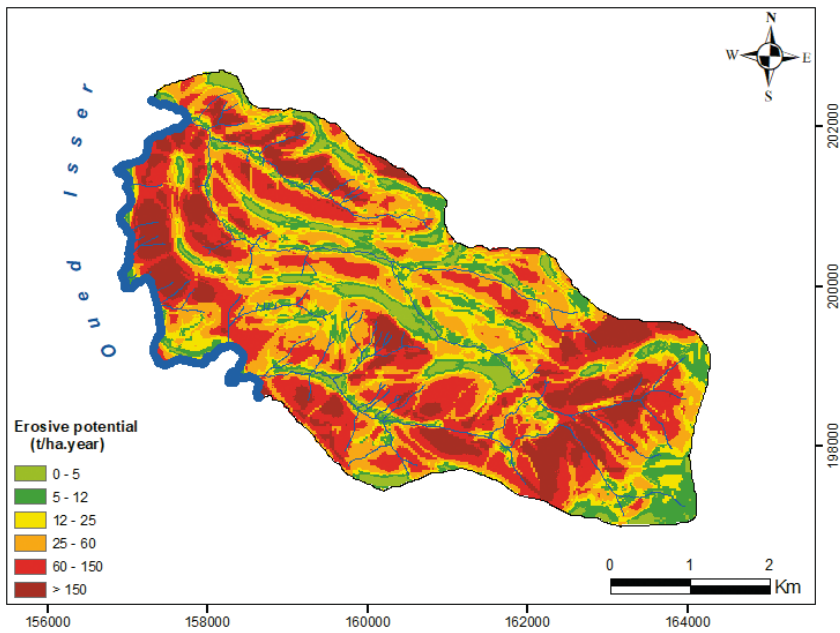 N
W E
S
202000
200000
198000
Oued Isser
Erosive potential
(t/ha.year)
0 - 5
5 - 12
12 - 25
25 - 60
60 - 150
> 150
0 1 2
Km
156000 158000 160000 162000 164000